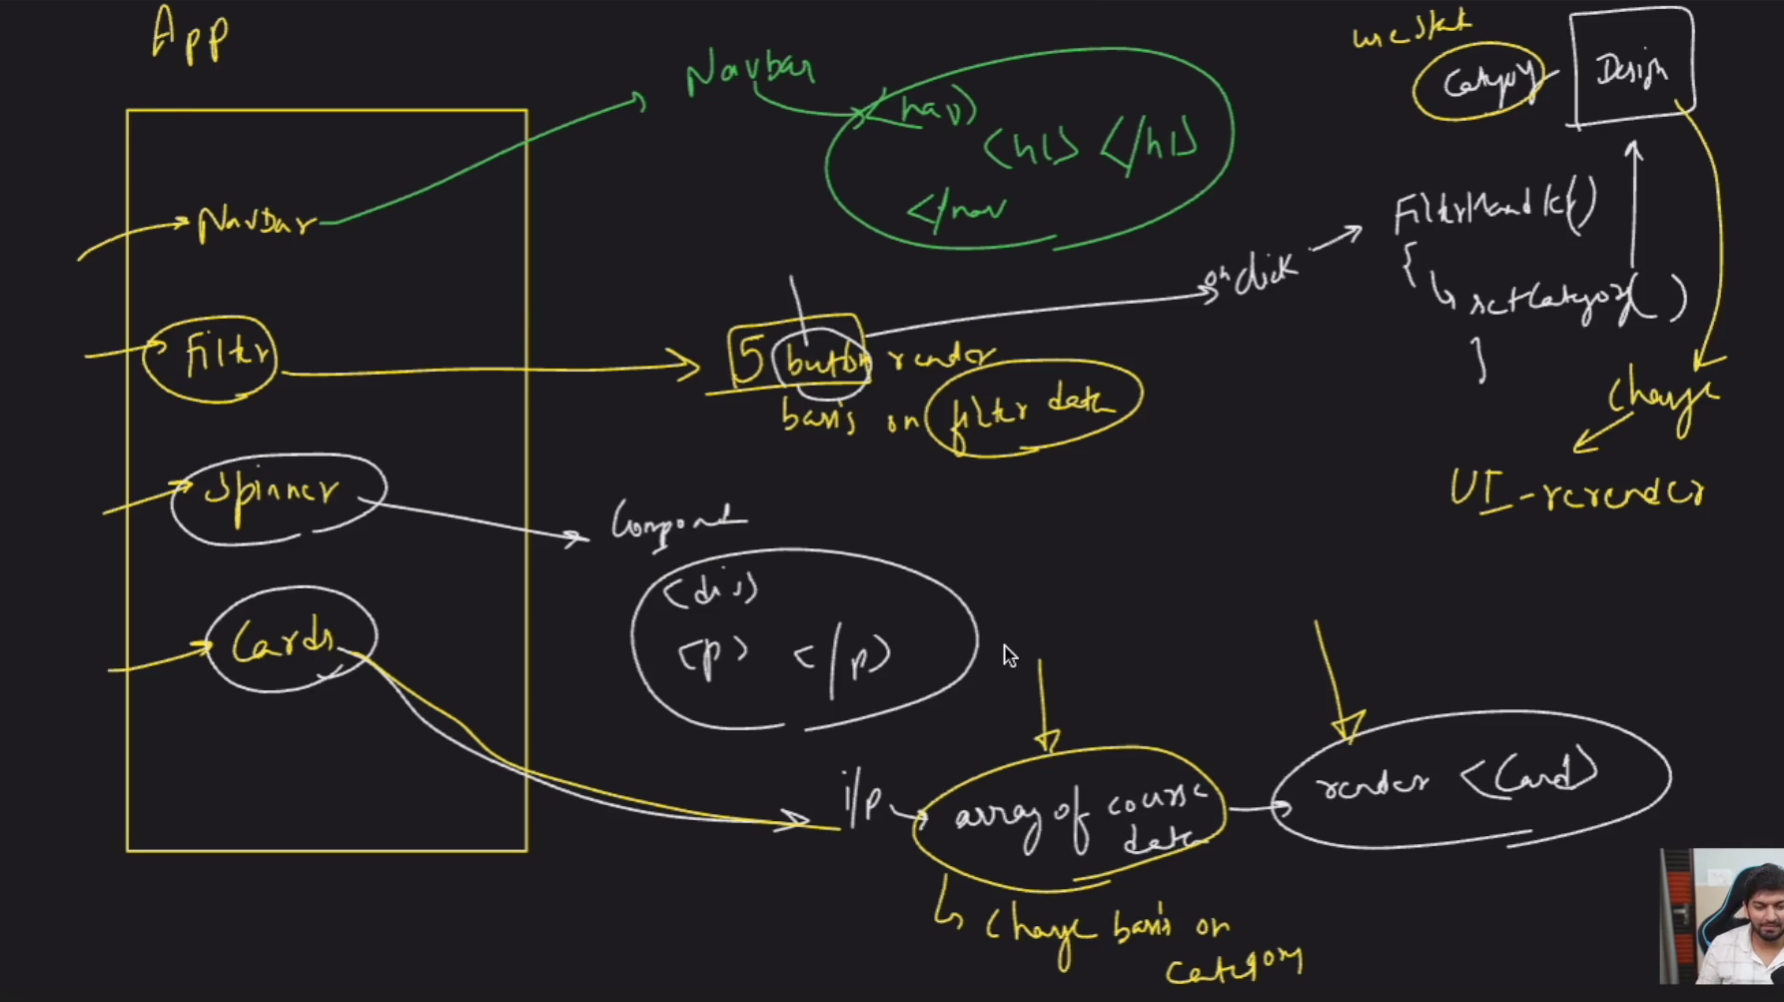 App
NavBar
Filter
Spinner
Cards
Navbar
<nav>
<h1> </h1>
</nav
5 button render
basis on filter data
onclick
useState
Category
Design
FilterHandle()
{
setCategory( )
}
change
UI-rerender
Component
<div>
<p> </p>
i/p
array of course
data
render <Card>
change basis on
category